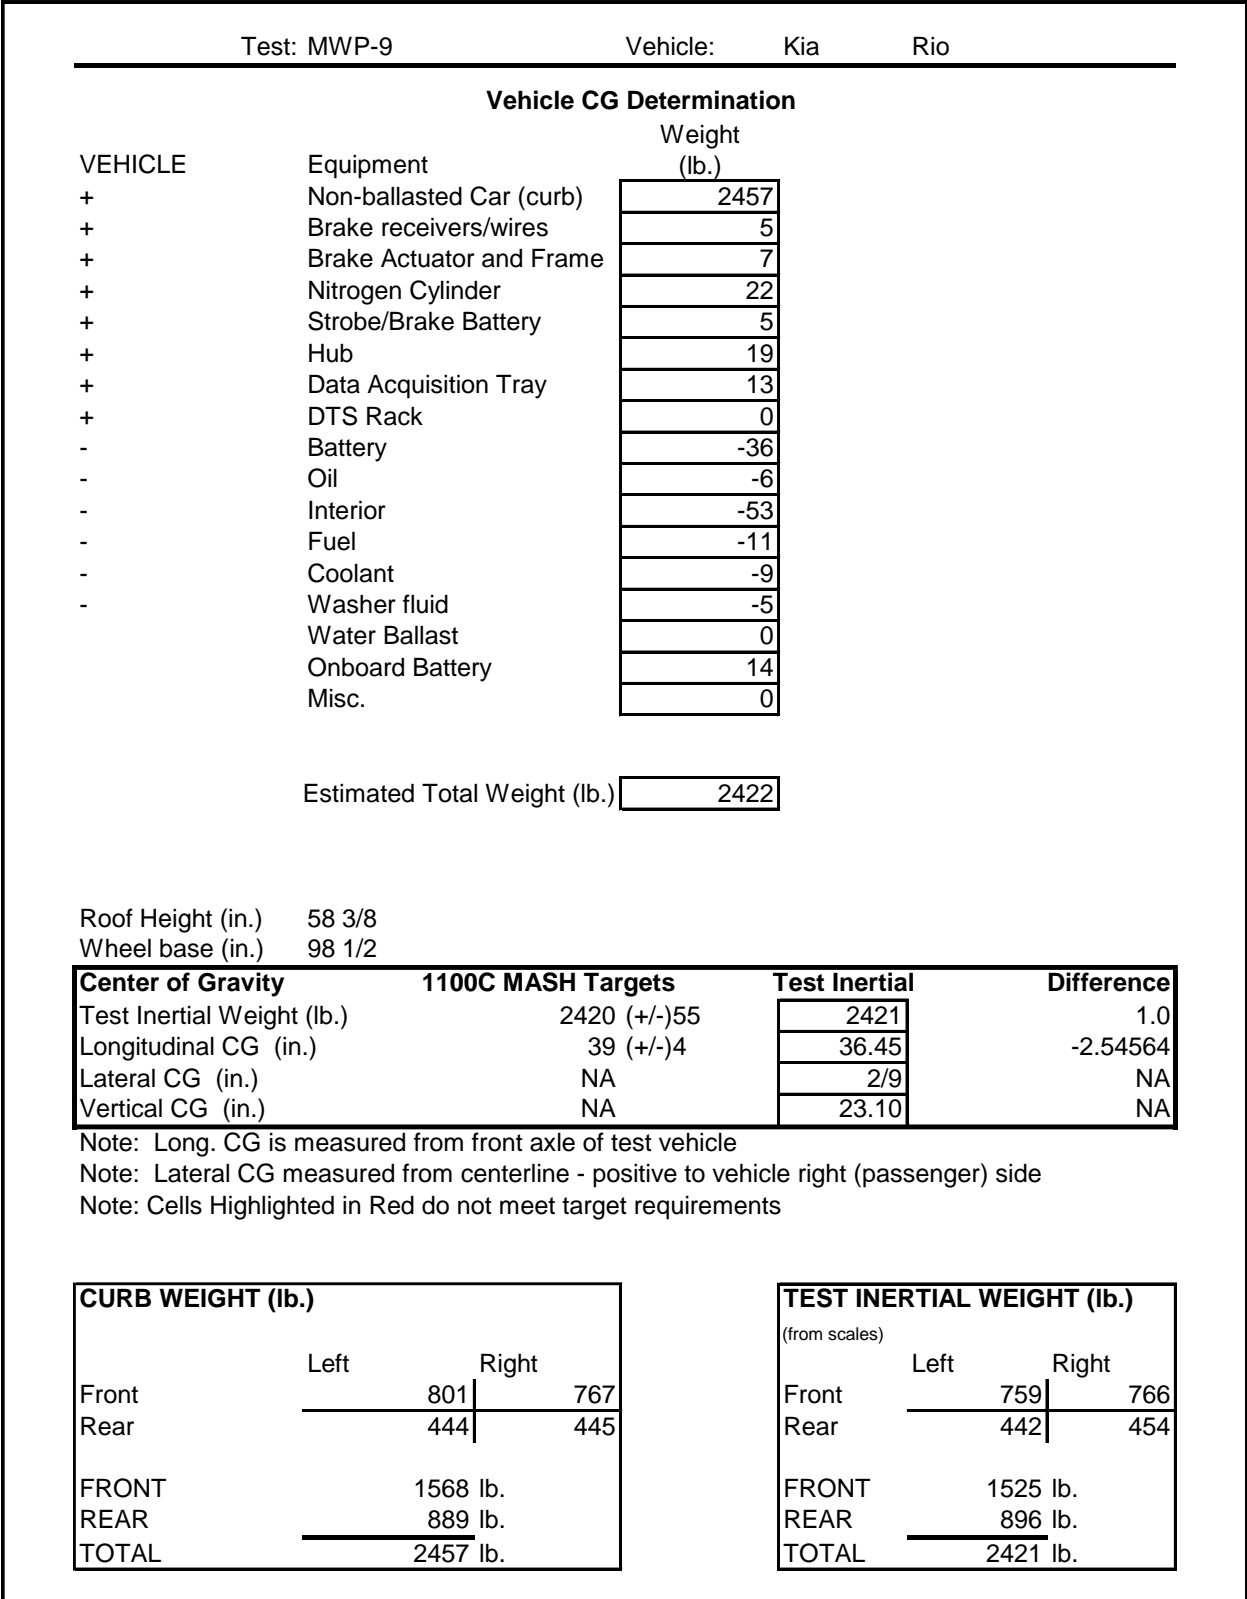 Test: MWP-9 Vehicle: Kia Rio
Vehicle CG Determination
Weight
VEHICLE Equipment (lb.)
+ Non-ballasted Car (curb) 2457
+ Brake receivers/wires 5
+ Brake Actuator and Frame 7
+ Nitrogen Cylinder 22
+ Strobe/Brake Battery 5
+ Hub 19
+ Data Acquisition Tray 13
+ DTS Rack 0
- Battery -36
- Oil -6
- Interior -53
- Fuel -11
- Coolant -9
- Washer fluid -5
Water Ballast 0
Onboard Battery 14
Misc. 0
Estimated Total Weight (lb.) 2422
Roof Height (in.) 58 3/8
Wheel base (in.) 98 1/2
Center of Gravity 1100C MASH Targets Test Inertial Difference
Test Inertial Weight (lb.) 2420 (+/-)55 2421 1.0
Longitudinal CG (in.) 39 (+/-)4 36.45 -2.54564
Lateral CG (in.) NA 2/9 NA
Vertical CG (in.) NA 23.10 NA
Note: Long. CG is measured from front axle of test vehicle
Note: Lateral CG measured from centerline - positive to vehicle right (passenger) side
Note: Cells Highlighted in Red do not meet target requirements
CURB WEIGHT (lb.)
Left Right
Front 801 767
Rear 444 445
FRONT 1568 lb.
REAR 889 lb.
TOTAL 2457 lb.
TEST INERTIAL WEIGHT (lb.)
(from scales)
Left Right
Front 759 766
Rear 442 454
FRONT 1525 lb.
REAR 896 lb.
TOTAL 2421 lb.